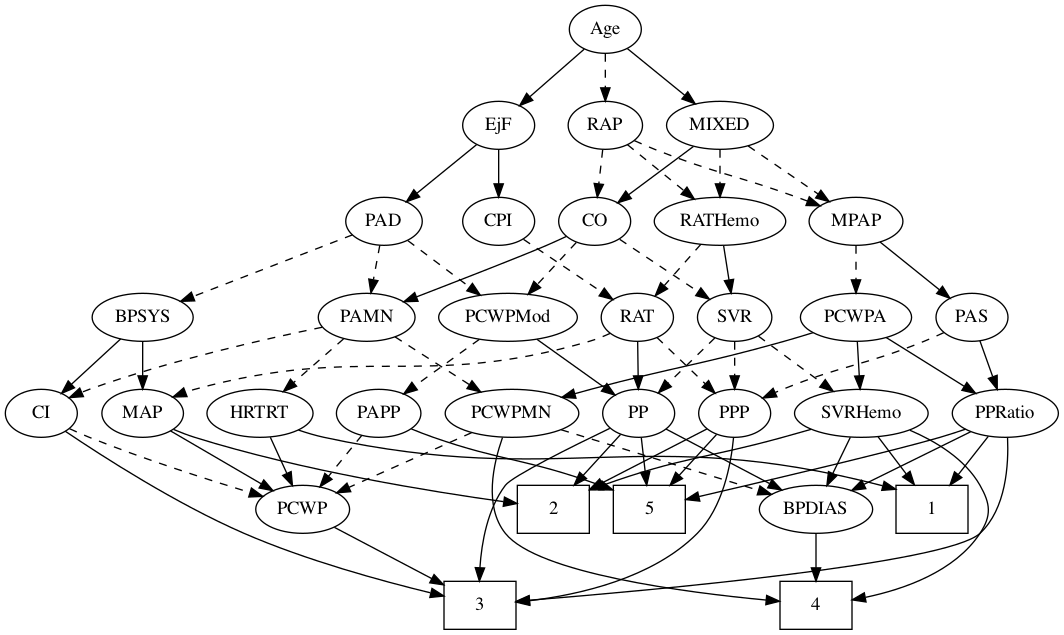 Age
EjF RAP MIXED
PAD CPI CO RATHemo MPAP
BPSYS PAMN PCWPMod RAT SVR PCWPA PAS
CI MAP HRTRT PAPP PCWPMN PP PPP SVRHemo PPRatio
PCWP 2 5 BPDIAS 1
3 4